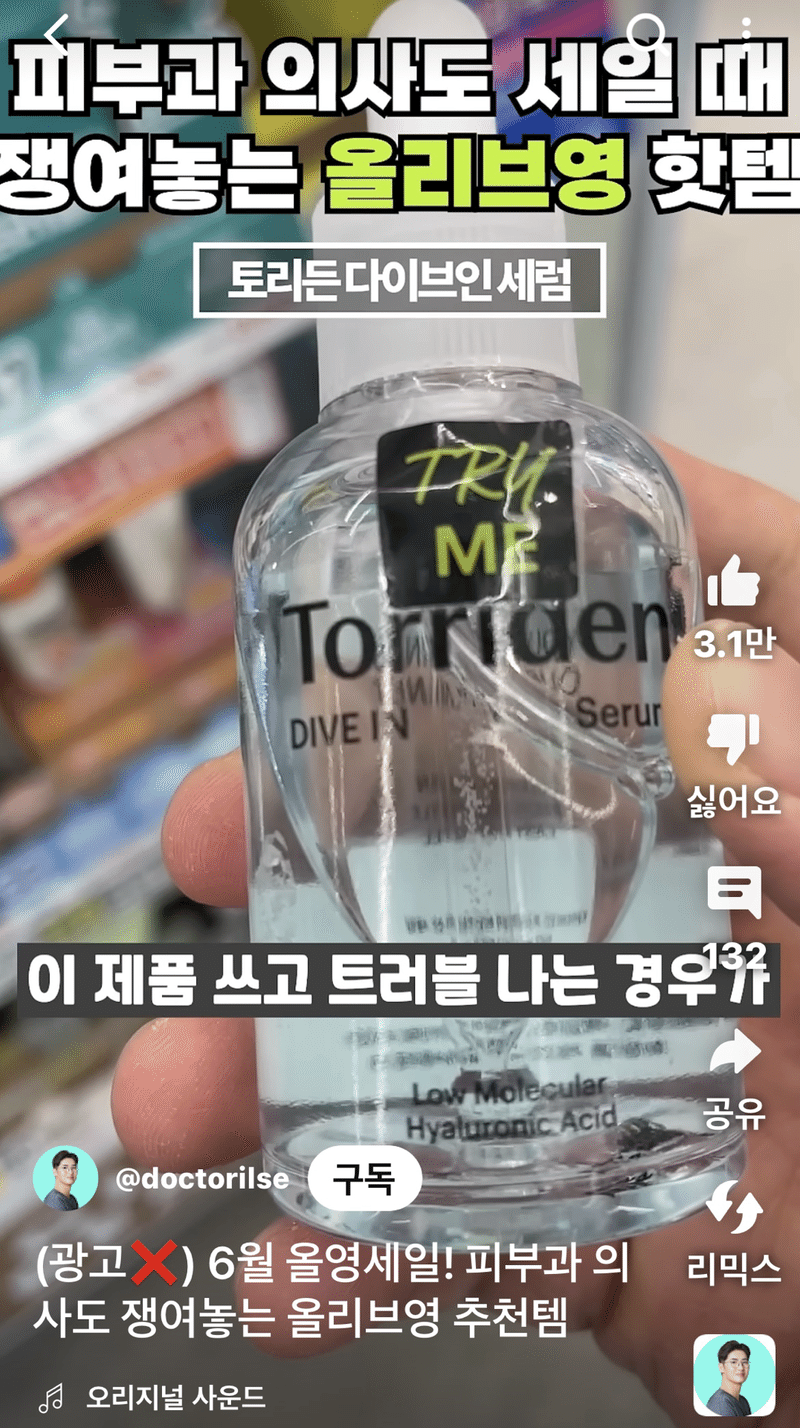 피부과 의사도 세일 때
쟁여놓는 올리브영 핫템
토리든 다이브인 세럼
TRY
ME
Torriden
DIVE IN Serum
3.1만
싫어요
이 제품 쓰고 트러블 나는 경우가
132
Low Molecular
Hyaluronic Acid
공유
@doctorilse 구독
(광고❌) 6월 올영세일! 피부과 의
사도 쟁여놓는 올리브영 추천템
리믹스
오리지널 사운드